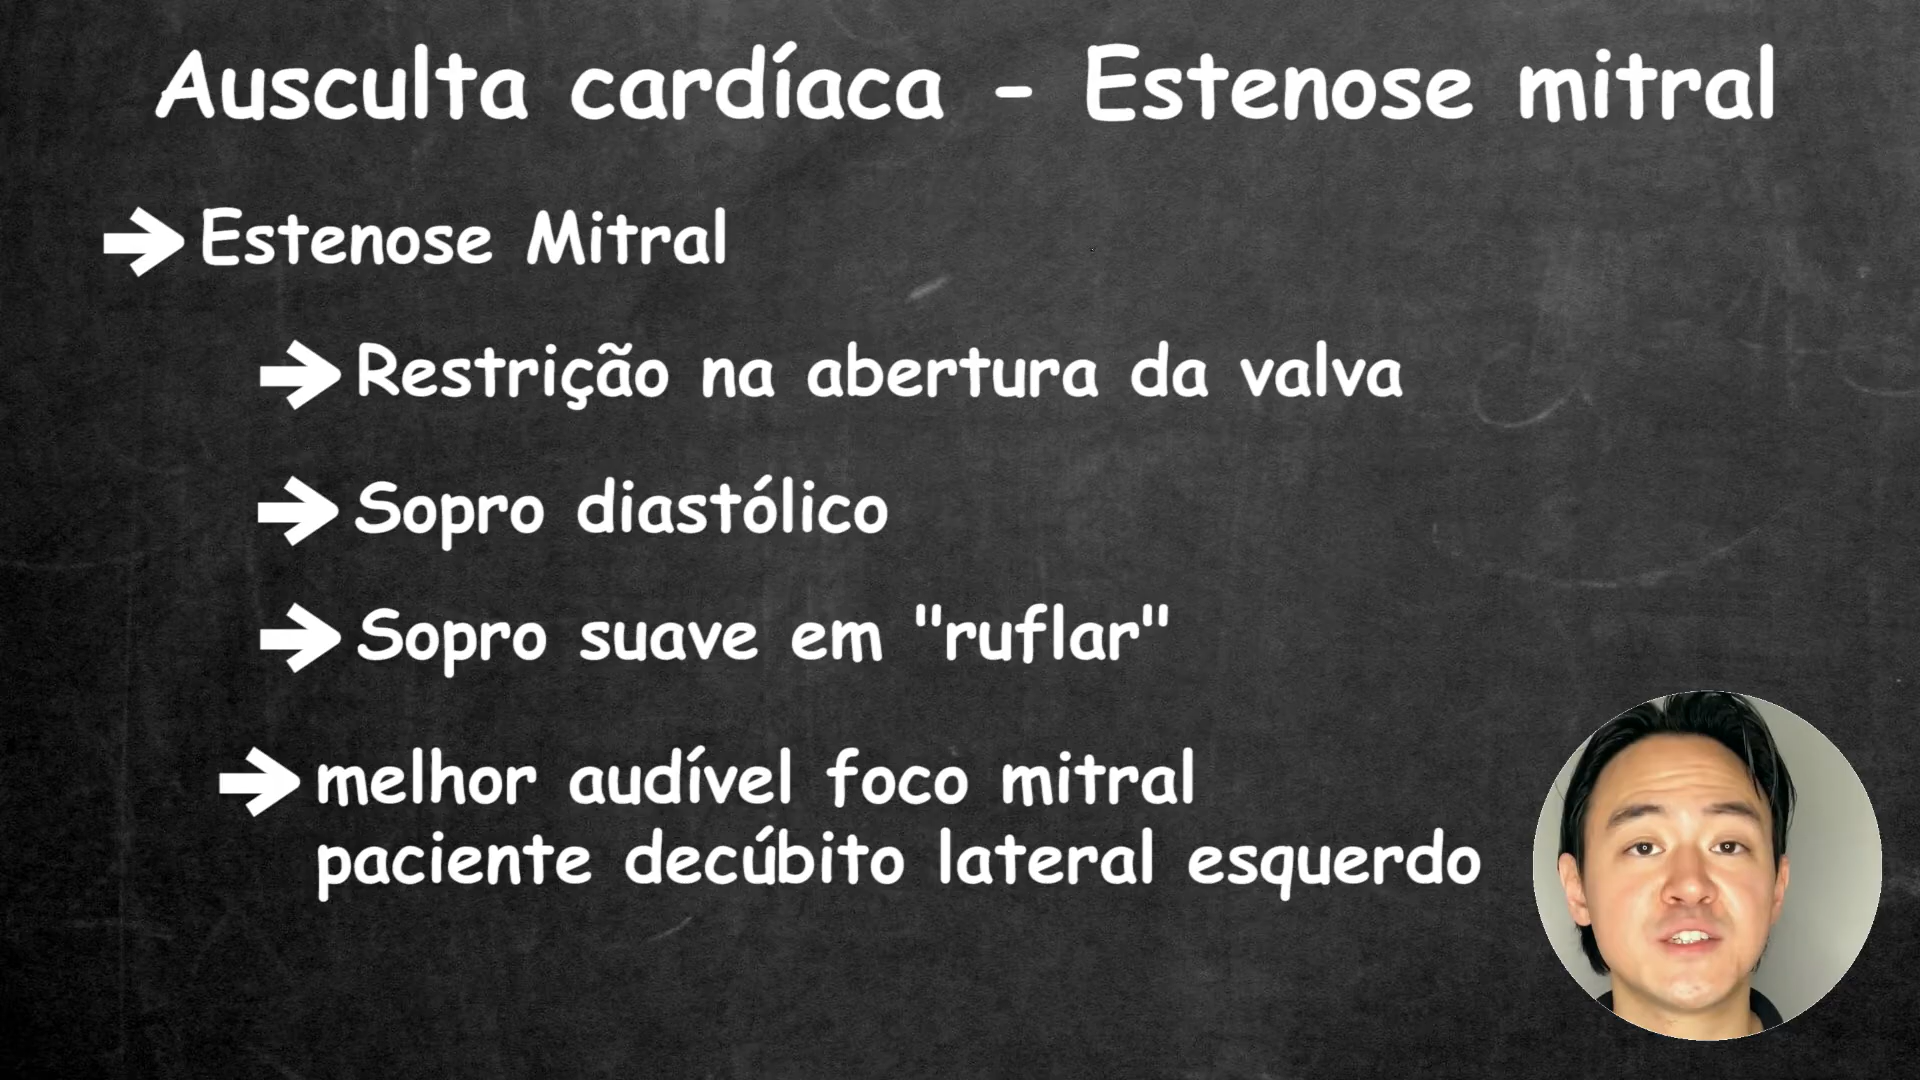 Ausculta cardíaca - Estenose mitral
Estenose Mitral
Restrição na abertura da valva
Sopro diastólico
Sopro suave em "ruflar"
melhor audível foco mitral
paciente decúbito lateral esquerdo